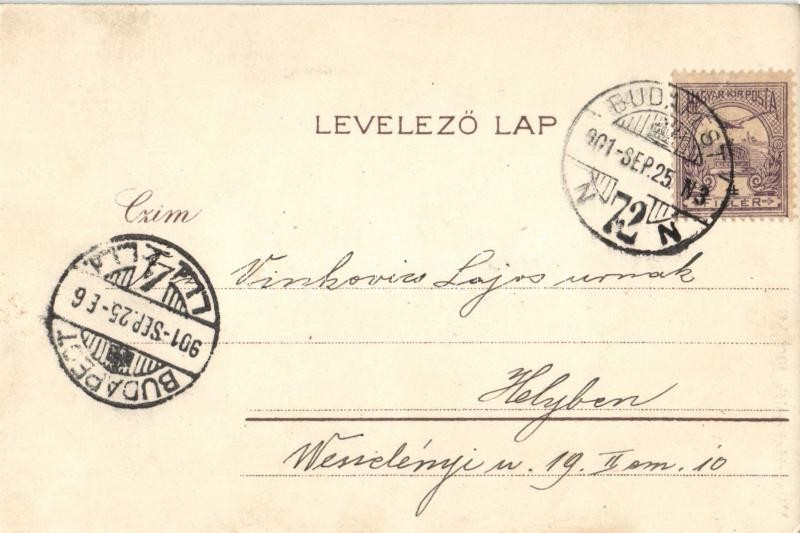 MAGYAR KIR. POSTA
LEVELEZŐ LAP
BUDAPEST
901-SEP.25. N3
72
FILLÉR
Czim
901-SEP.25-E6
BUDAPEST
Vinkovics Lajos urnak
Helyben
Wesselényi u. 19. II em. 10